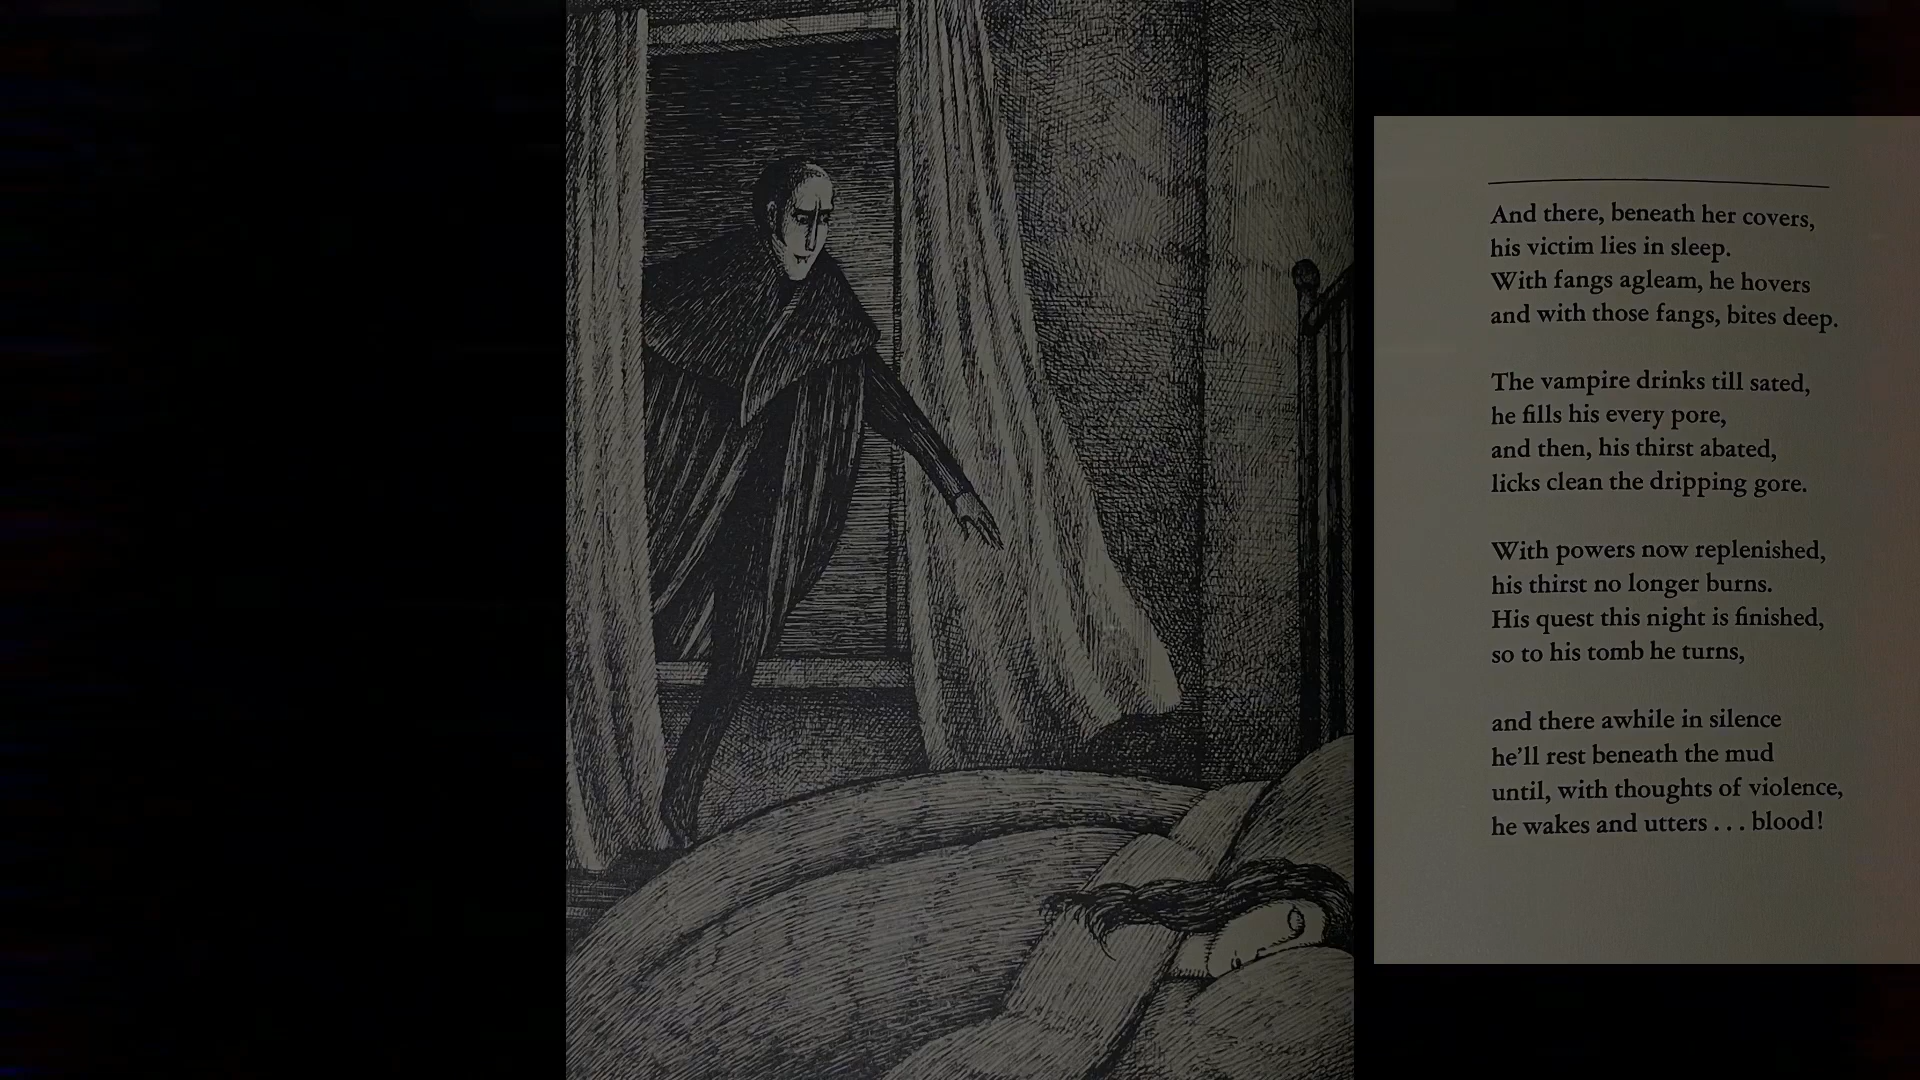 And there, beneath her covers,
his victim lies in sleep.
With fangs agleam, he hovers
and with those fangs, bites deep.
The vampire drinks till sated,
he fills his every pore,
and then, his thirst abated,
licks clean the dripping gore.
With powers now replenished,
his thirst no longer burns.
His quest this night is finished,
so to his tomb he turns,
and there awhile in silence
he'll rest beneath the mud
until, with thoughts of violence,
he wakes and utters . . . blood!